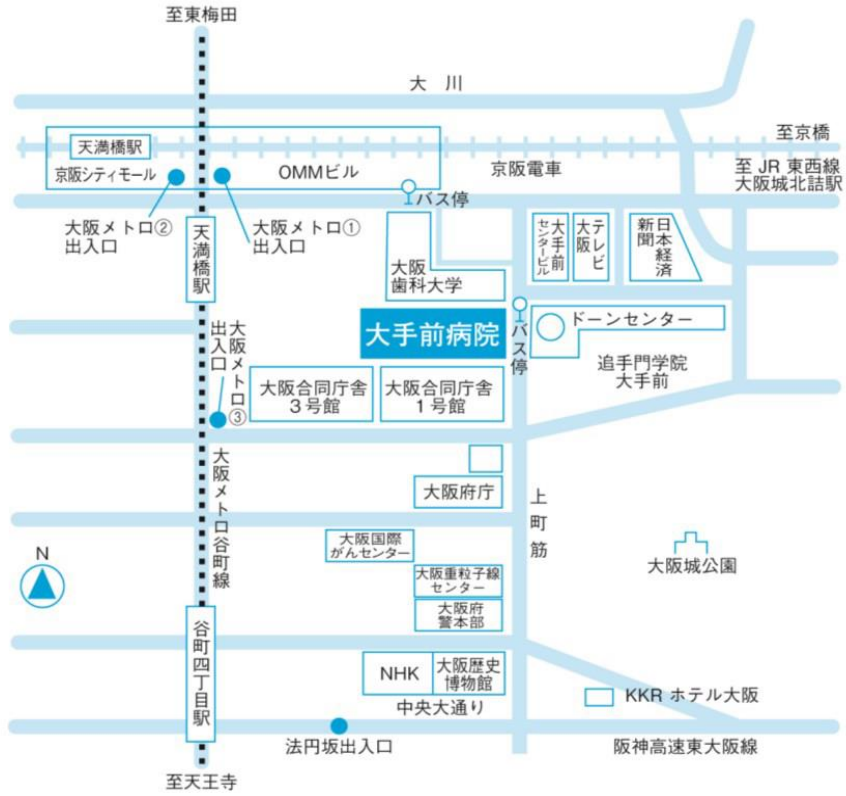 至東梅田
大　川
至京橋
天満橋駅
京阪シティモール
OMMビル
京阪電車
至 JR 東西線
大阪城北詰駅
バス停
大阪メトロ②
出入口
大阪メトロ①
出入口
天満橋駅
大阪
歯科大学
大手前
センタービル
テレビ
大阪
日本経済
新聞
大手前病院
バス停
ドーンセンター
追手門学院
大手前
大阪メトロ③
出入口
大阪合同庁舎
3号館
大阪合同庁舎
1号館
大阪府庁
上町筋
大阪メトロ谷町線
大阪国際
がんセンター
大阪城公園
N
大阪重粒子線
センター
大阪府
警本部
谷町四丁目駅
NHK
大阪歴史
博物館
KKR ホテル大阪
中央大通り
法円坂出入口
阪神高速東大阪線
至天王寺